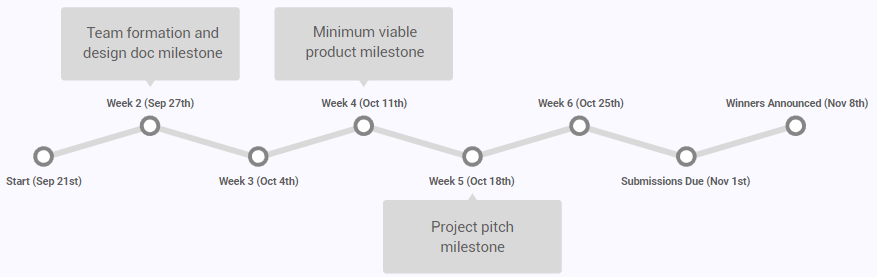 Team formation and
design doc milestone
Minimum viable
product milestone
Week 2 (Sep 27th)
Week 4 (Oct 11th)
Week 6 (Oct 25th)
Winners Announced (Nov 8th)
Start (Sep 21st)
Week 3 (Oct 4th)
Week 5 (Oct 18th)
Submissions Due (Nov 1st)
Project pitch
milestone